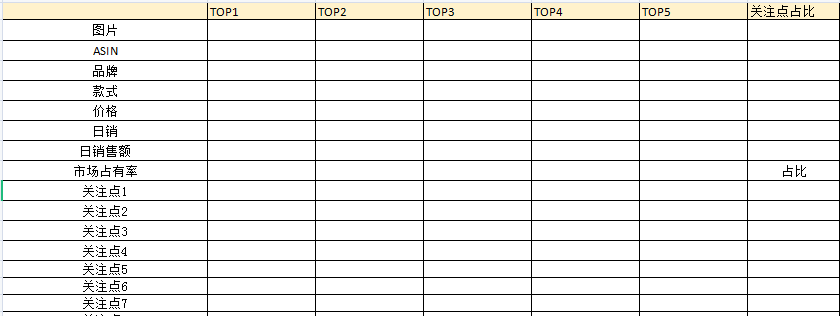 TOP1 TOP2 TOP3 TOP4 TOP5 关注点占比
图片
ASIN
品牌
款式
价格
日销
日销售额
市场占有率 占比
关注点1
关注点2
关注点3
关注点4
关注点5
关注点6
关注点7